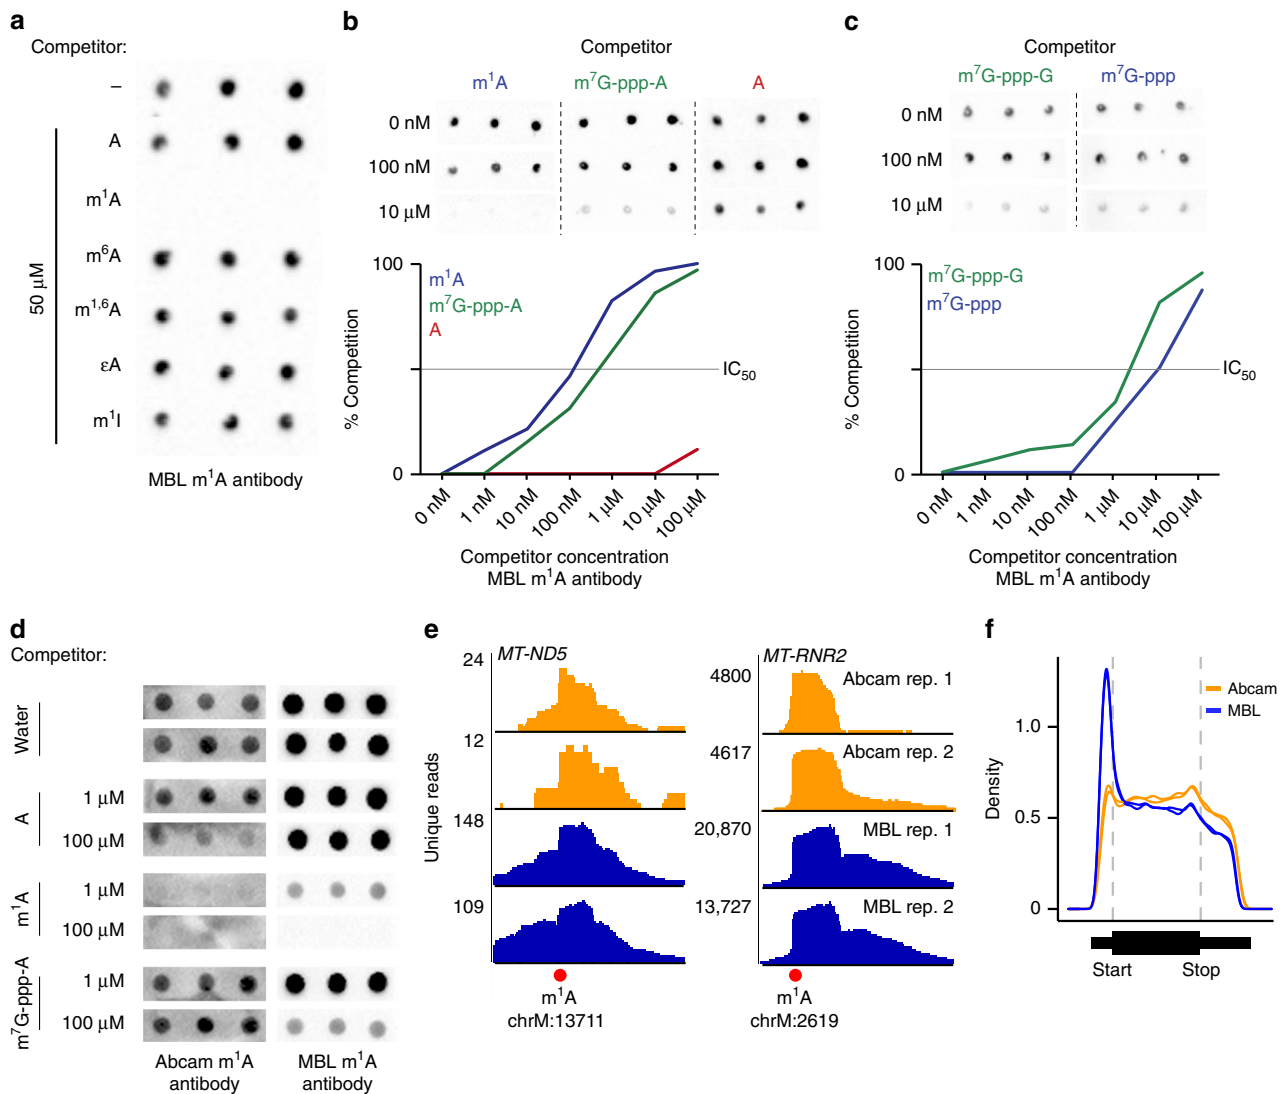 a
Competitor:
–
A
m¹A
m⁶A
m¹,⁶A
εA
m¹I
50 μM
MBL m¹A antibody
b
Competitor
m¹A
m⁷G-ppp-A
A
0 nM
100 nM
10 μM
100
0
% Competition
m¹A
m⁷G-ppp-A
A
IC₅₀
0 nM
1 nM
10 nM
100 nM
1 μM
10 μM
100 μM
Competitor concentration
MBL m¹A antibody
c
Competitor
m⁷G-ppp-G
m⁷G-ppp
0 nM
100 nM
10 μM
100
0
% Competition
m⁷G-ppp-G
m⁷G-ppp
IC₅₀
0 nM
1 nM
10 nM
100 nM
1 μM
10 μM
100 μM
Competitor concentration
MBL m¹A antibody
d
Competitor:
Water
A
1 μM
100 μM
m¹A
1 μM
100 μM
m⁷G-ppp-A
1 μM
100 μM
Abcam m¹A
antibody
MBL m¹A
antibody
e
Unique reads
MT-ND5
24
12
148
109
m¹A
chrM:13711
MT-RNR2
4800
Abcam rep. 1
4617
Abcam rep. 2
20,870
MBL rep. 1
13,727
MBL rep. 2
m¹A
chrM:2619
f
Density
1.0
0.5
0
Abcam
MBL
Start
Stop